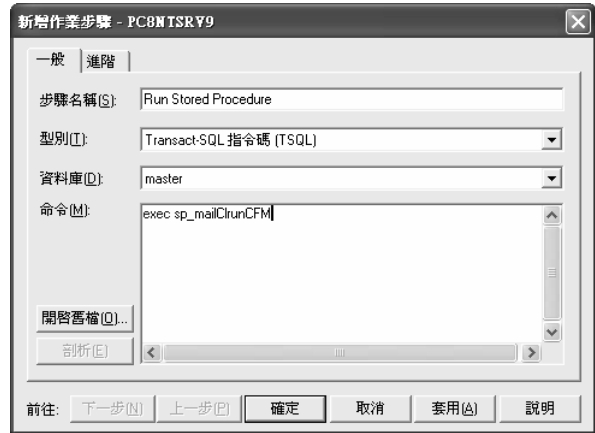 新增作業步驟 - PC8NTSRV9
一般 進階
步驟名稱(S): Run Stored Procedure
型別(T): Transact-SQL 指令碼 (TSQL)
資料庫(D): master
命令(M): exec sp_mailClrunCFM
開啓舊檔(O)...
剖析(E)
前往: 下一步(N) 上一步(P) 確定 取消 套用(A) 說明